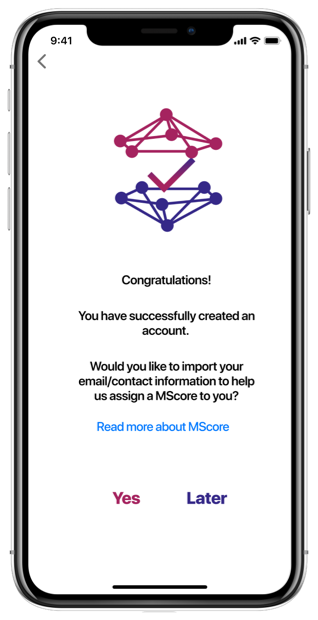 9:41
Congratulations!
You have successfully created an
account.
Would you like to import your
email/contact information to help
us assign a MScore to you?
Read more about MScore
Yes Later